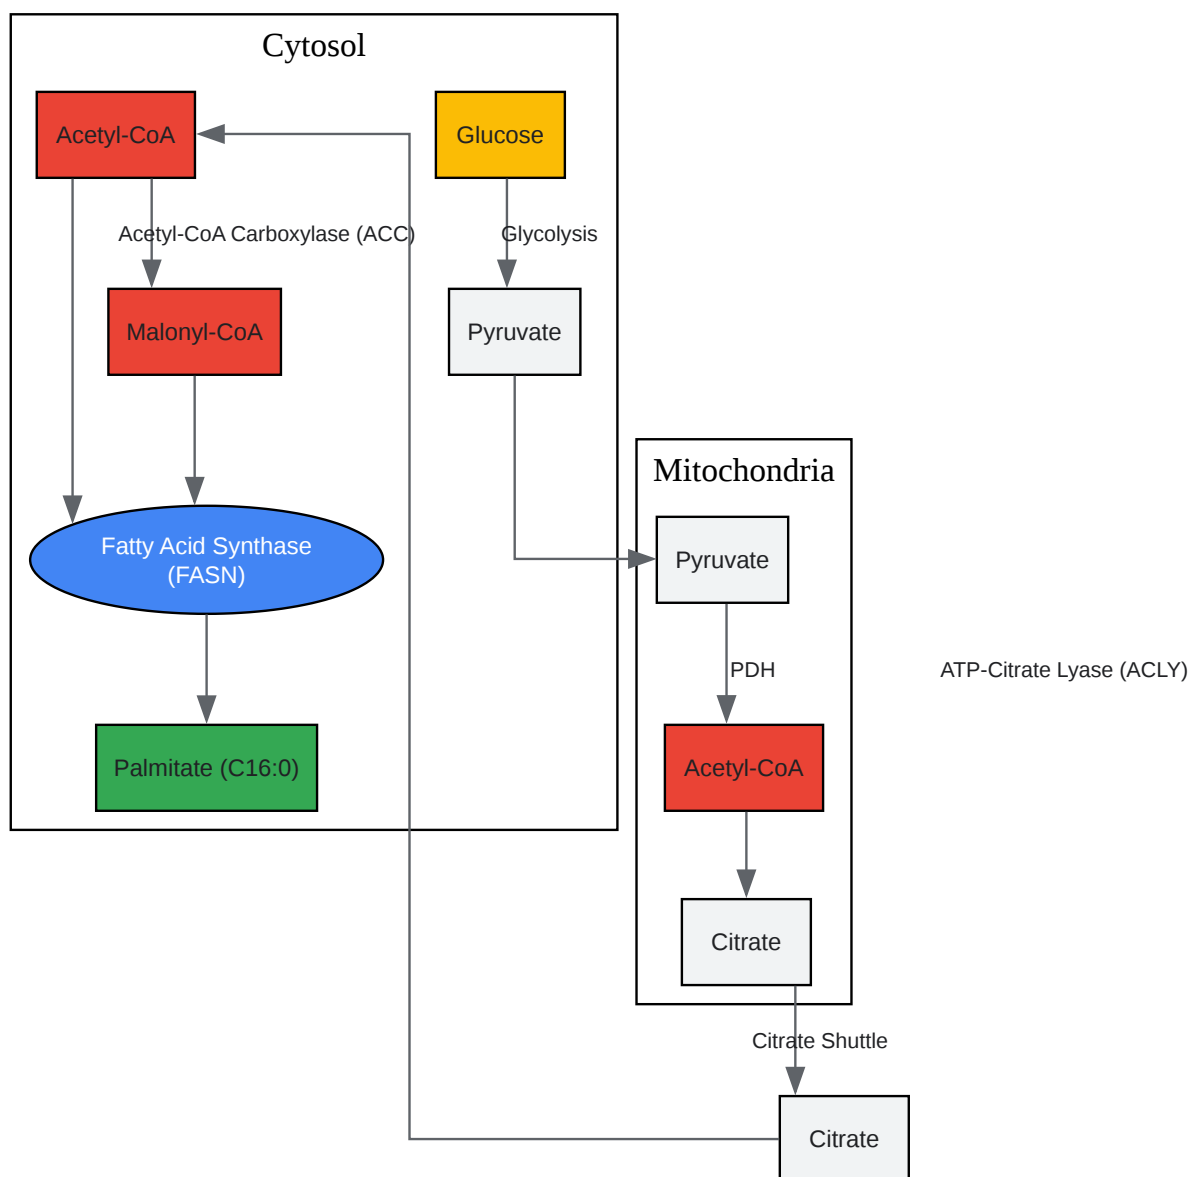 Cytosol
Acetyl-CoA
Glucose
Acetyl-CoA Carboxylase (ACC)
Glycolysis
Malonyl-CoA
Pyruvate
Mitochondria
Fatty Acid Synthase
(FASN)
Pyruvate
PDH
ATP-Citrate Lyase (ACLY)
Palmitate (C16:0)
Acetyl-CoA
Citrate
Citrate Shuttle
Citrate